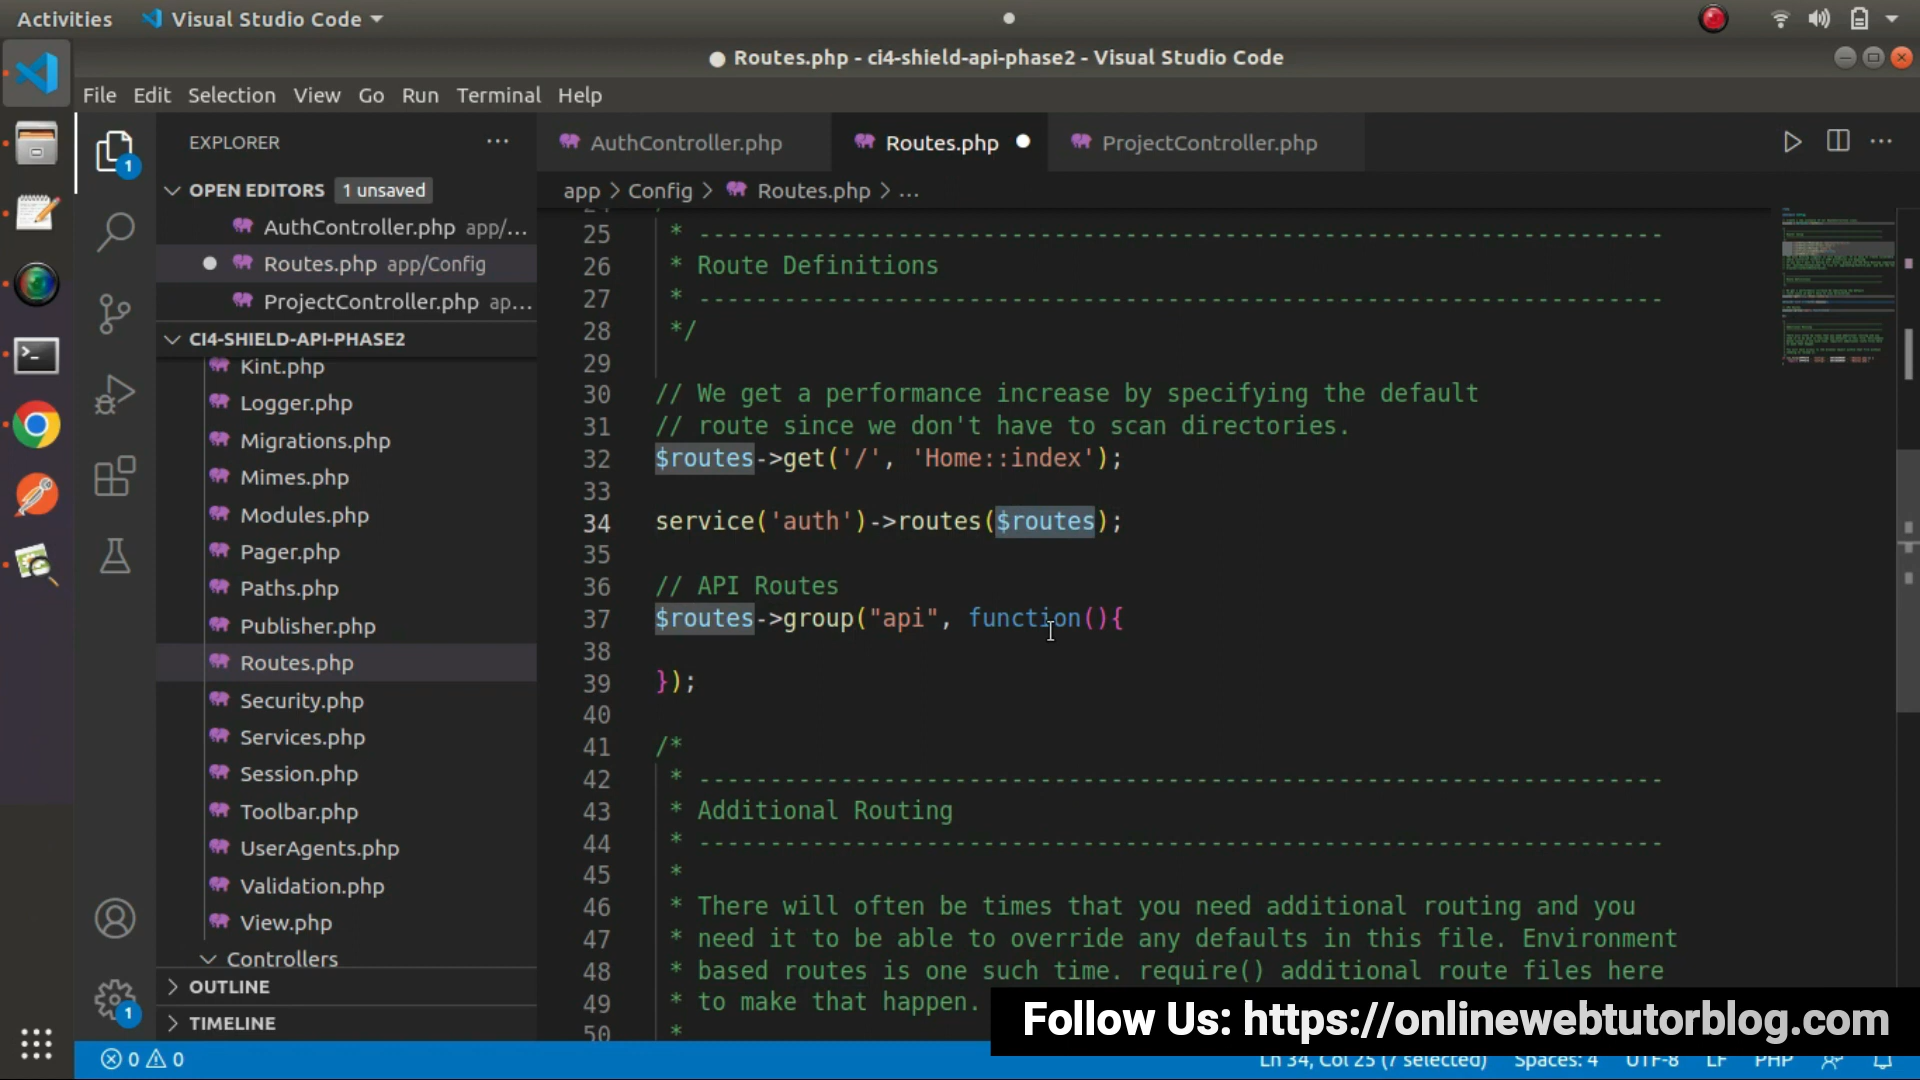 Activities
Visual Studio Code
Routes.php - ci4-shield-api-phase2 - Visual Studio Code
File Edit Selection View Go Run Terminal Help
EXPLORER
AuthController.php
Routes.php
ProjectController.php
app > Config > Routes.php > ...
OPEN EDITORS
1 unsaved
AuthController.php app/...
Routes.php app/Config
ProjectController.php ap...
CI4-SHIELD-API-PHASE2
Kint.php
Logger.php
Migrations.php
Mimes.php
Modules.php
Pager.php
Paths.php
Publisher.php
Routes.php
Security.php
Services.php
Session.php
Toolbar.php
UserAgents.php
Validation.php
View.php
Controllers
OUTLINE
TIMELINE
1
1
25 * --------------------------------------------------------------------
26 * Route Definitions
27 * --------------------------------------------------------------------
28 */
29
30 // We get a performance increase by specifying the default
31 // route since we don't have to scan directories.
32 $routes->get('/', 'Home::index');
33
34 service('auth')->routes($routes);
35
36 // API Routes
37 $routes->group("api", function(){
38
39 });
40
41 /*
42 * --------------------------------------------------------------------
43 * Additional Routing
44 * --------------------------------------------------------------------
45 *
46 * There will often be times that you need additional routing and you
47 * need it to be able to override any defaults in this file. Environment
48 * based routes is one such time. require() additional route files here
49 * to make that happen.
50 *
Follow Us: https://onlinewebtutorblog.com
0 0
Ln 34, Col 25 (7 selected) Spaces: 4 UTF-8 LF PHP